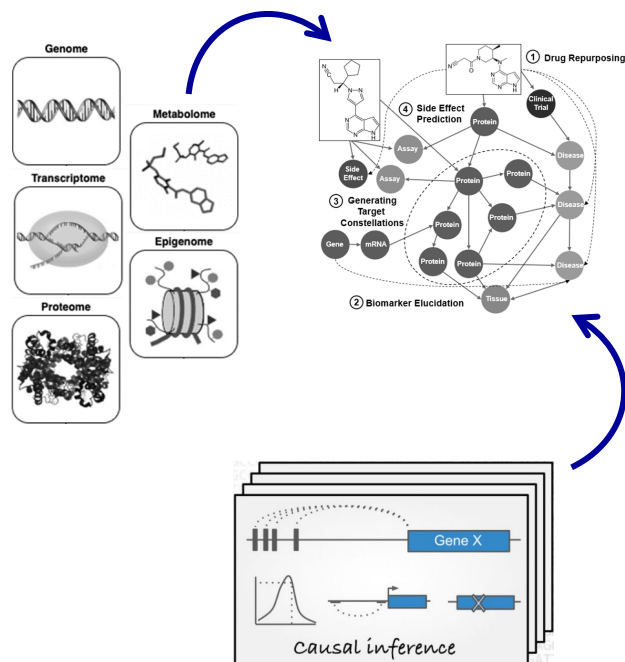 Genome
Metabolome
Transcriptome
Epigenome
Proteome
1 Drug Repurposing
4 Side Effect
Prediction
Clinical
Trial
Protein
Assay
Disease
Side
Effect
Assay
Protein
Protein
Disease
3 Generating
Target
Constellations
Protein
Protein
Gene
mRNA
Protein
Protein
Disease
2 Biomarker Elucidation
Tissue
N
N
H
N
N
N
N
N
H
N
O
N
N
N
N
N
H
Gene X
Causal inference